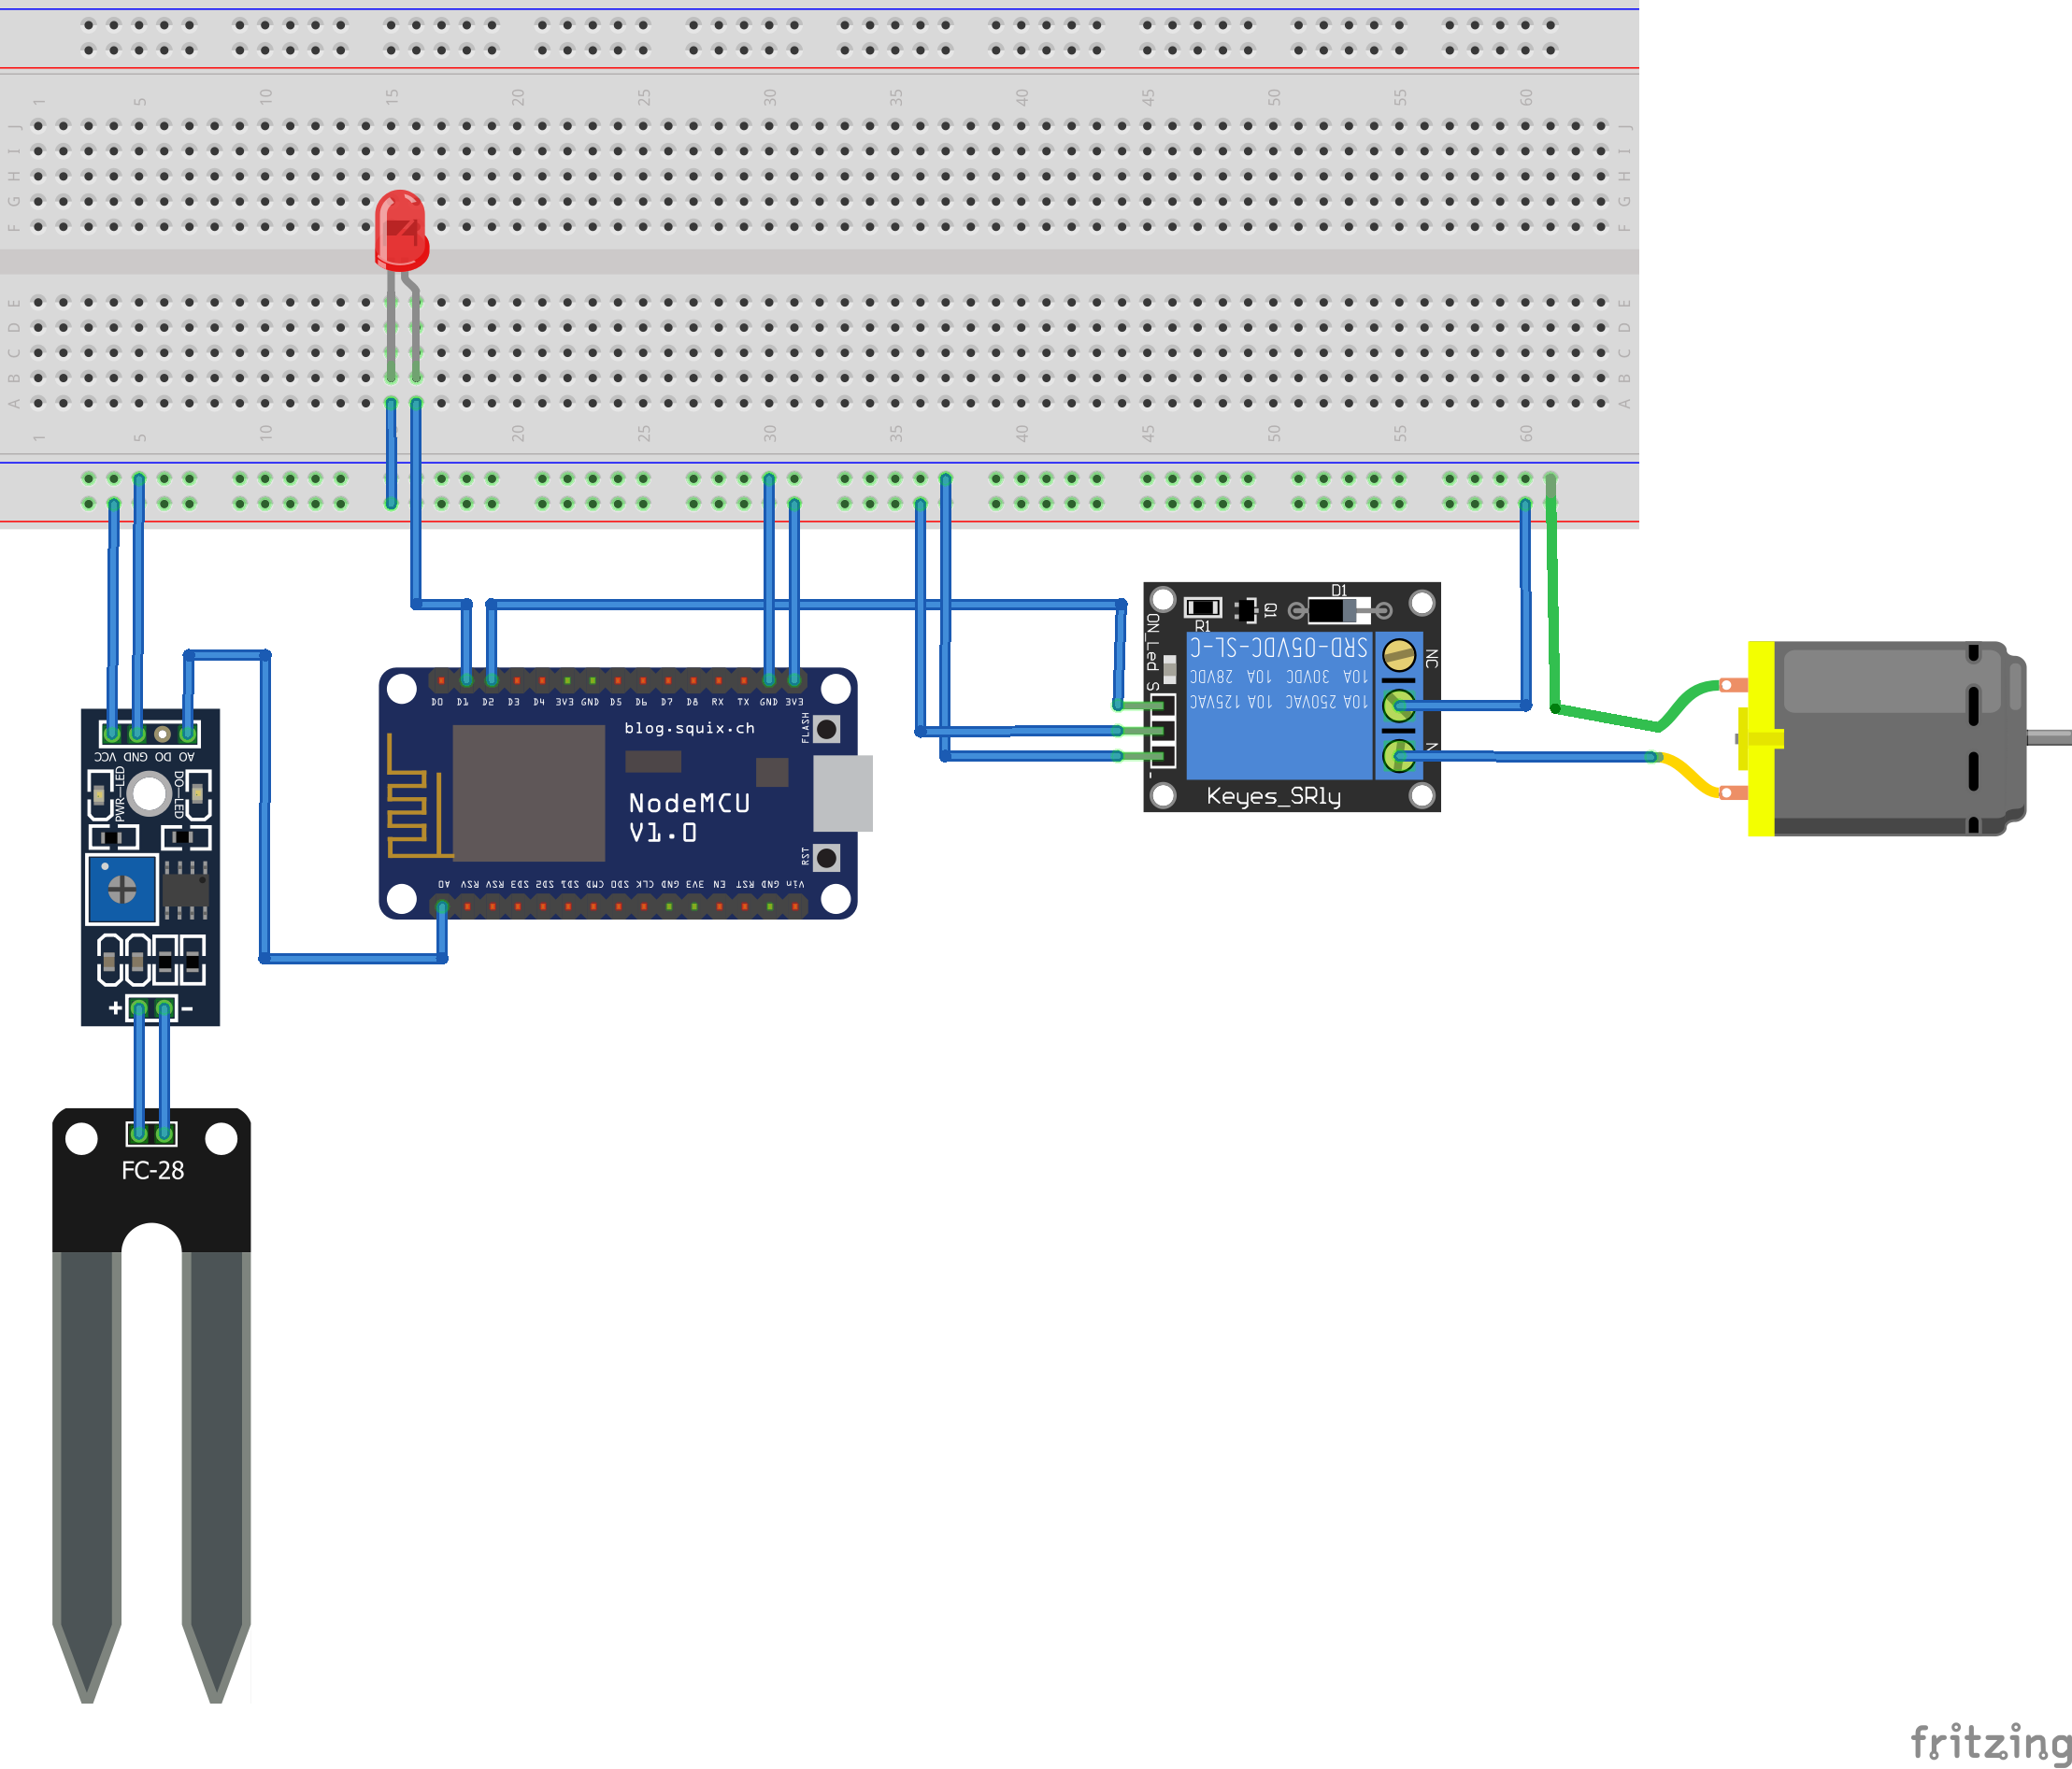 1 5 10 15 20 25 30 35 40 45 50 55 60
J J
I I
H H
G G
F F
E E
D D
C C
B B
A A
1 5 10 20 25 30 35 40 45 50 55 60
VCC GND DO AO
PWR-LED
DO-LED
+ -
FC-28
D0 D1 D2 D3 D4 3V3 GND D5 D6 D7 D8 RX TX GND 3V3
blog.squix.ch
FLASH
NodeMCU
V1.0
RST
A0 RSV RSV SD3 SD2 SD1 CMD SD0 CLK GND 3V3 EN RST GND Vin
ON_Led
R1
Q1
D1
S
-
SRD-05VDC-SL-C
10A 30VDC 10A 28VDC
10A 250VAC 10A 125VAC
NC
N
Keyes_SRly
fritzing